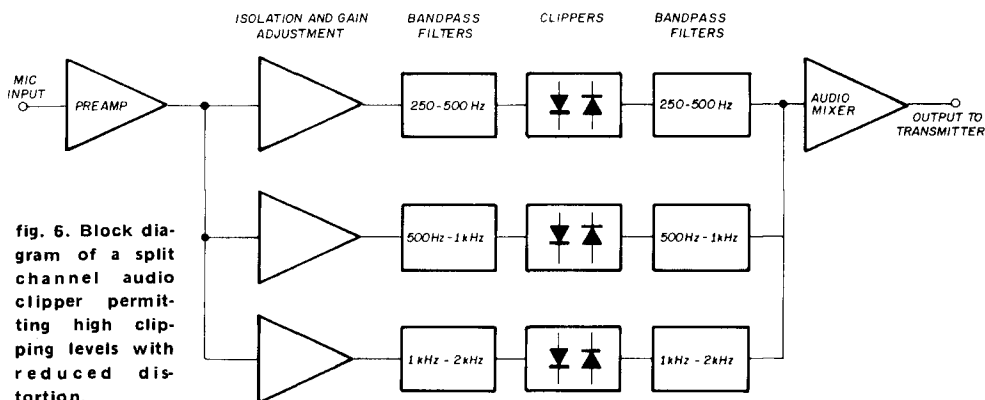 ISOLATION AND GAIN
ADJUSTMENT
BANDPASS
FILTERS
CLIPPERS
BANDPASS
FILTERS
MIC
INPUT
PREAMP
250-500 Hz
250-500 Hz
AUDIO
MIXER
OUTPUT TO
TRANSMITTER
500Hz-1kHz
500Hz-1kHz
1kHz-2kHz
1kHz-2kHz
fig. 6. Block dia-
gram of a split
channel audio
clipper permit-
ting high clip-
ping levels with
reduced dis-
tortion.